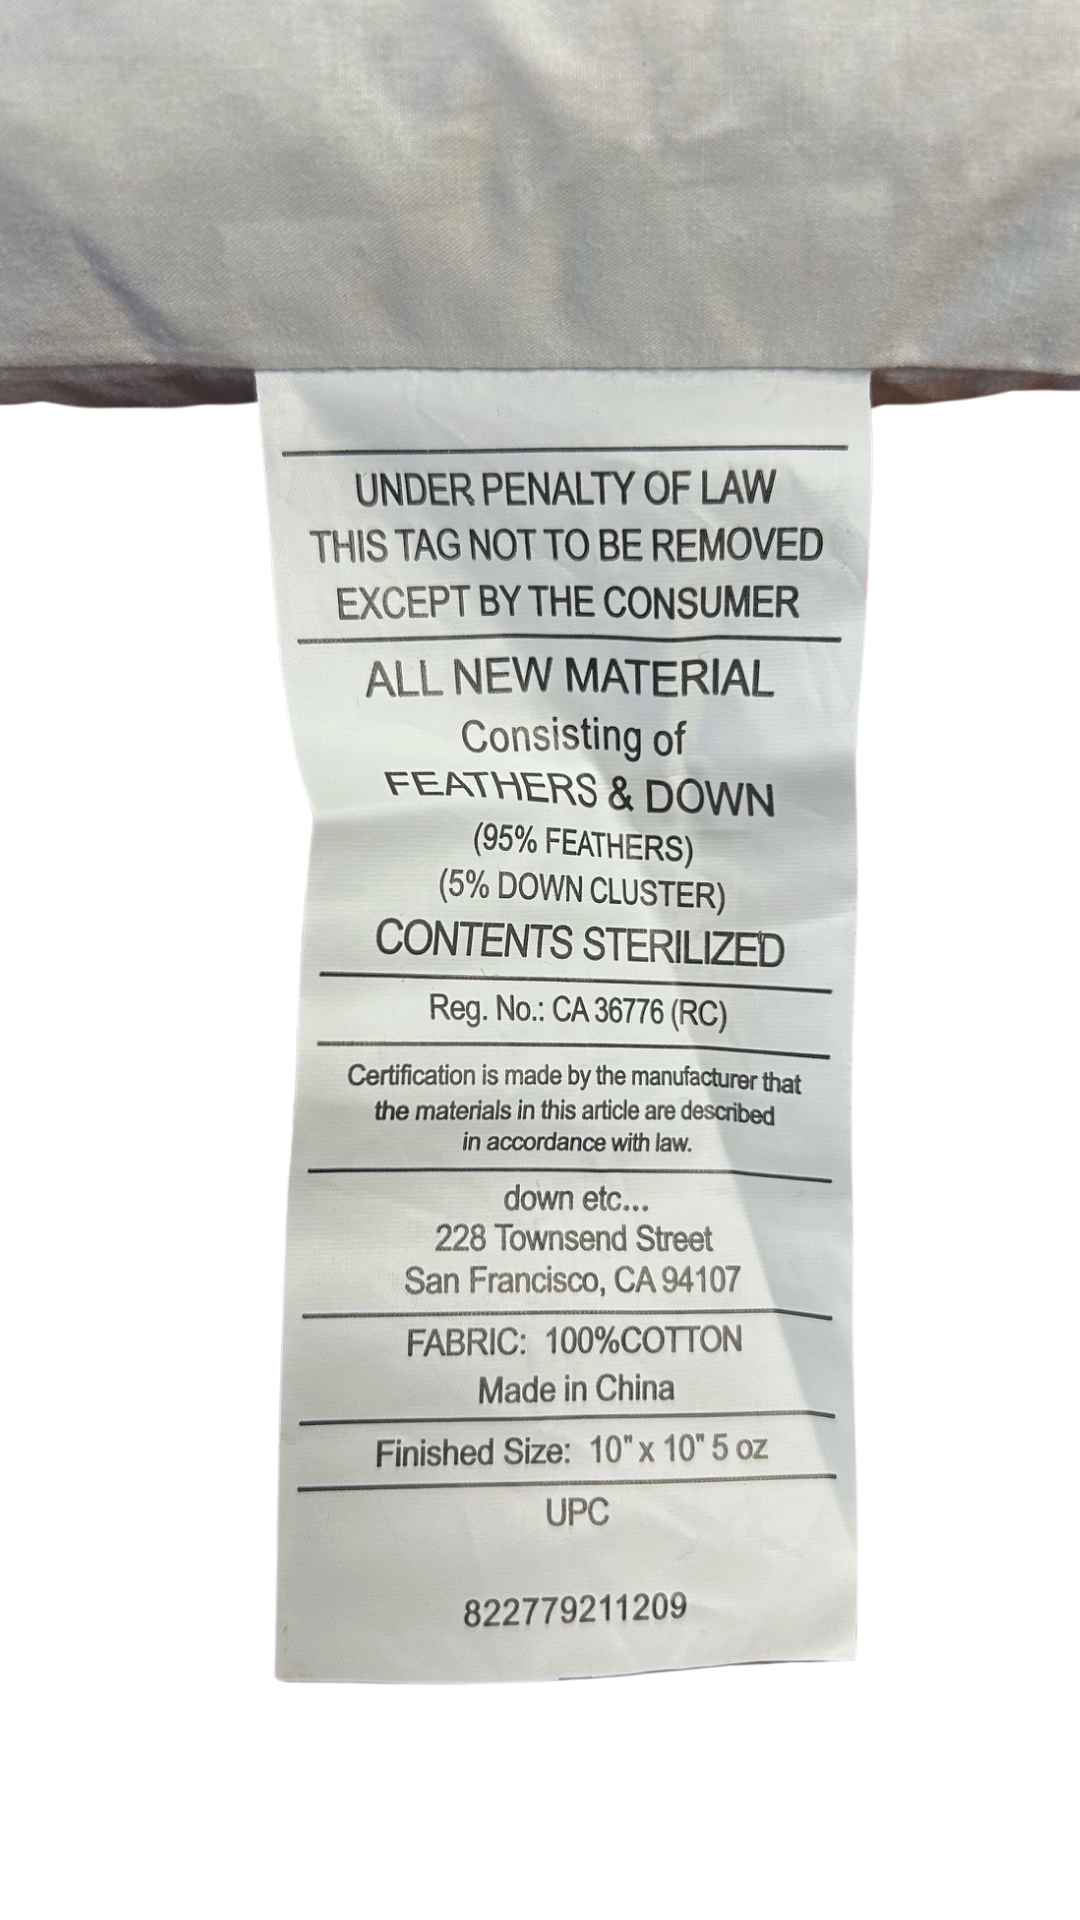 UNDER PENALTY OF LAW
THIS TAG NOT TO BE REMOVED
EXCEPT BY THE CONSUMER
ALL NEW MATERIAL
Consisting of
FEATHERS & DOWN
(95% FEATHERS)
(5% DOWN CLUSTER)
CONTENTS STERILIZED
Reg. No.: CA 36776 (RC)
Certification is made by the manufacturer that
the materials in this article are described
in accordance with law.
down etc...
228 Townsend Street
San Francisco, CA 94107
FABRIC: 100%COTTON
Made in China
Finished Size: 10" x 10" 5 oz
UPC
822779211209